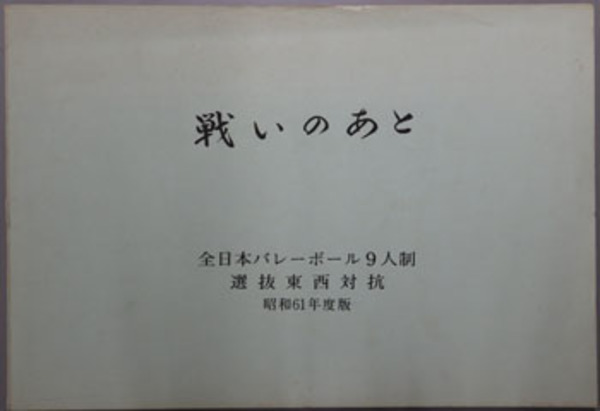 戦いのあと
全日本バレーボール9人制
選抜東西対抗
昭和61年度版